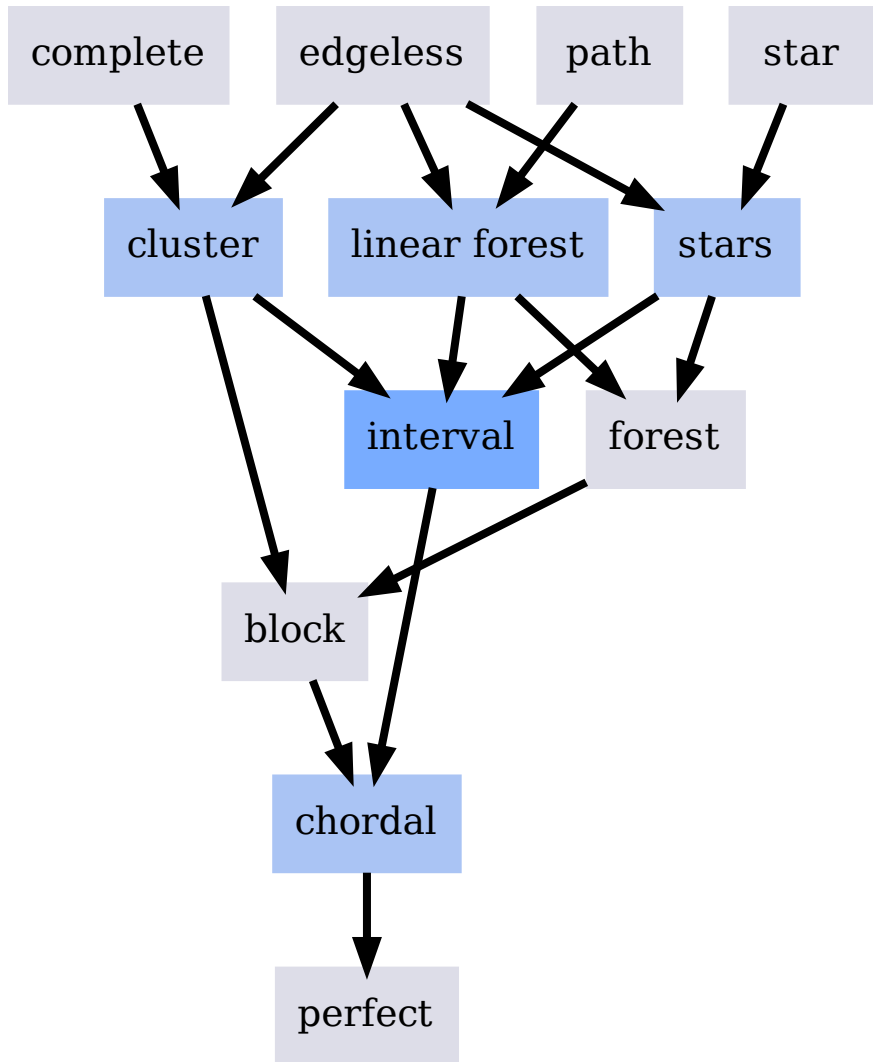 complete
edgeless
path
star
cluster
linear forest
stars
interval
forest
block
chordal
perfect